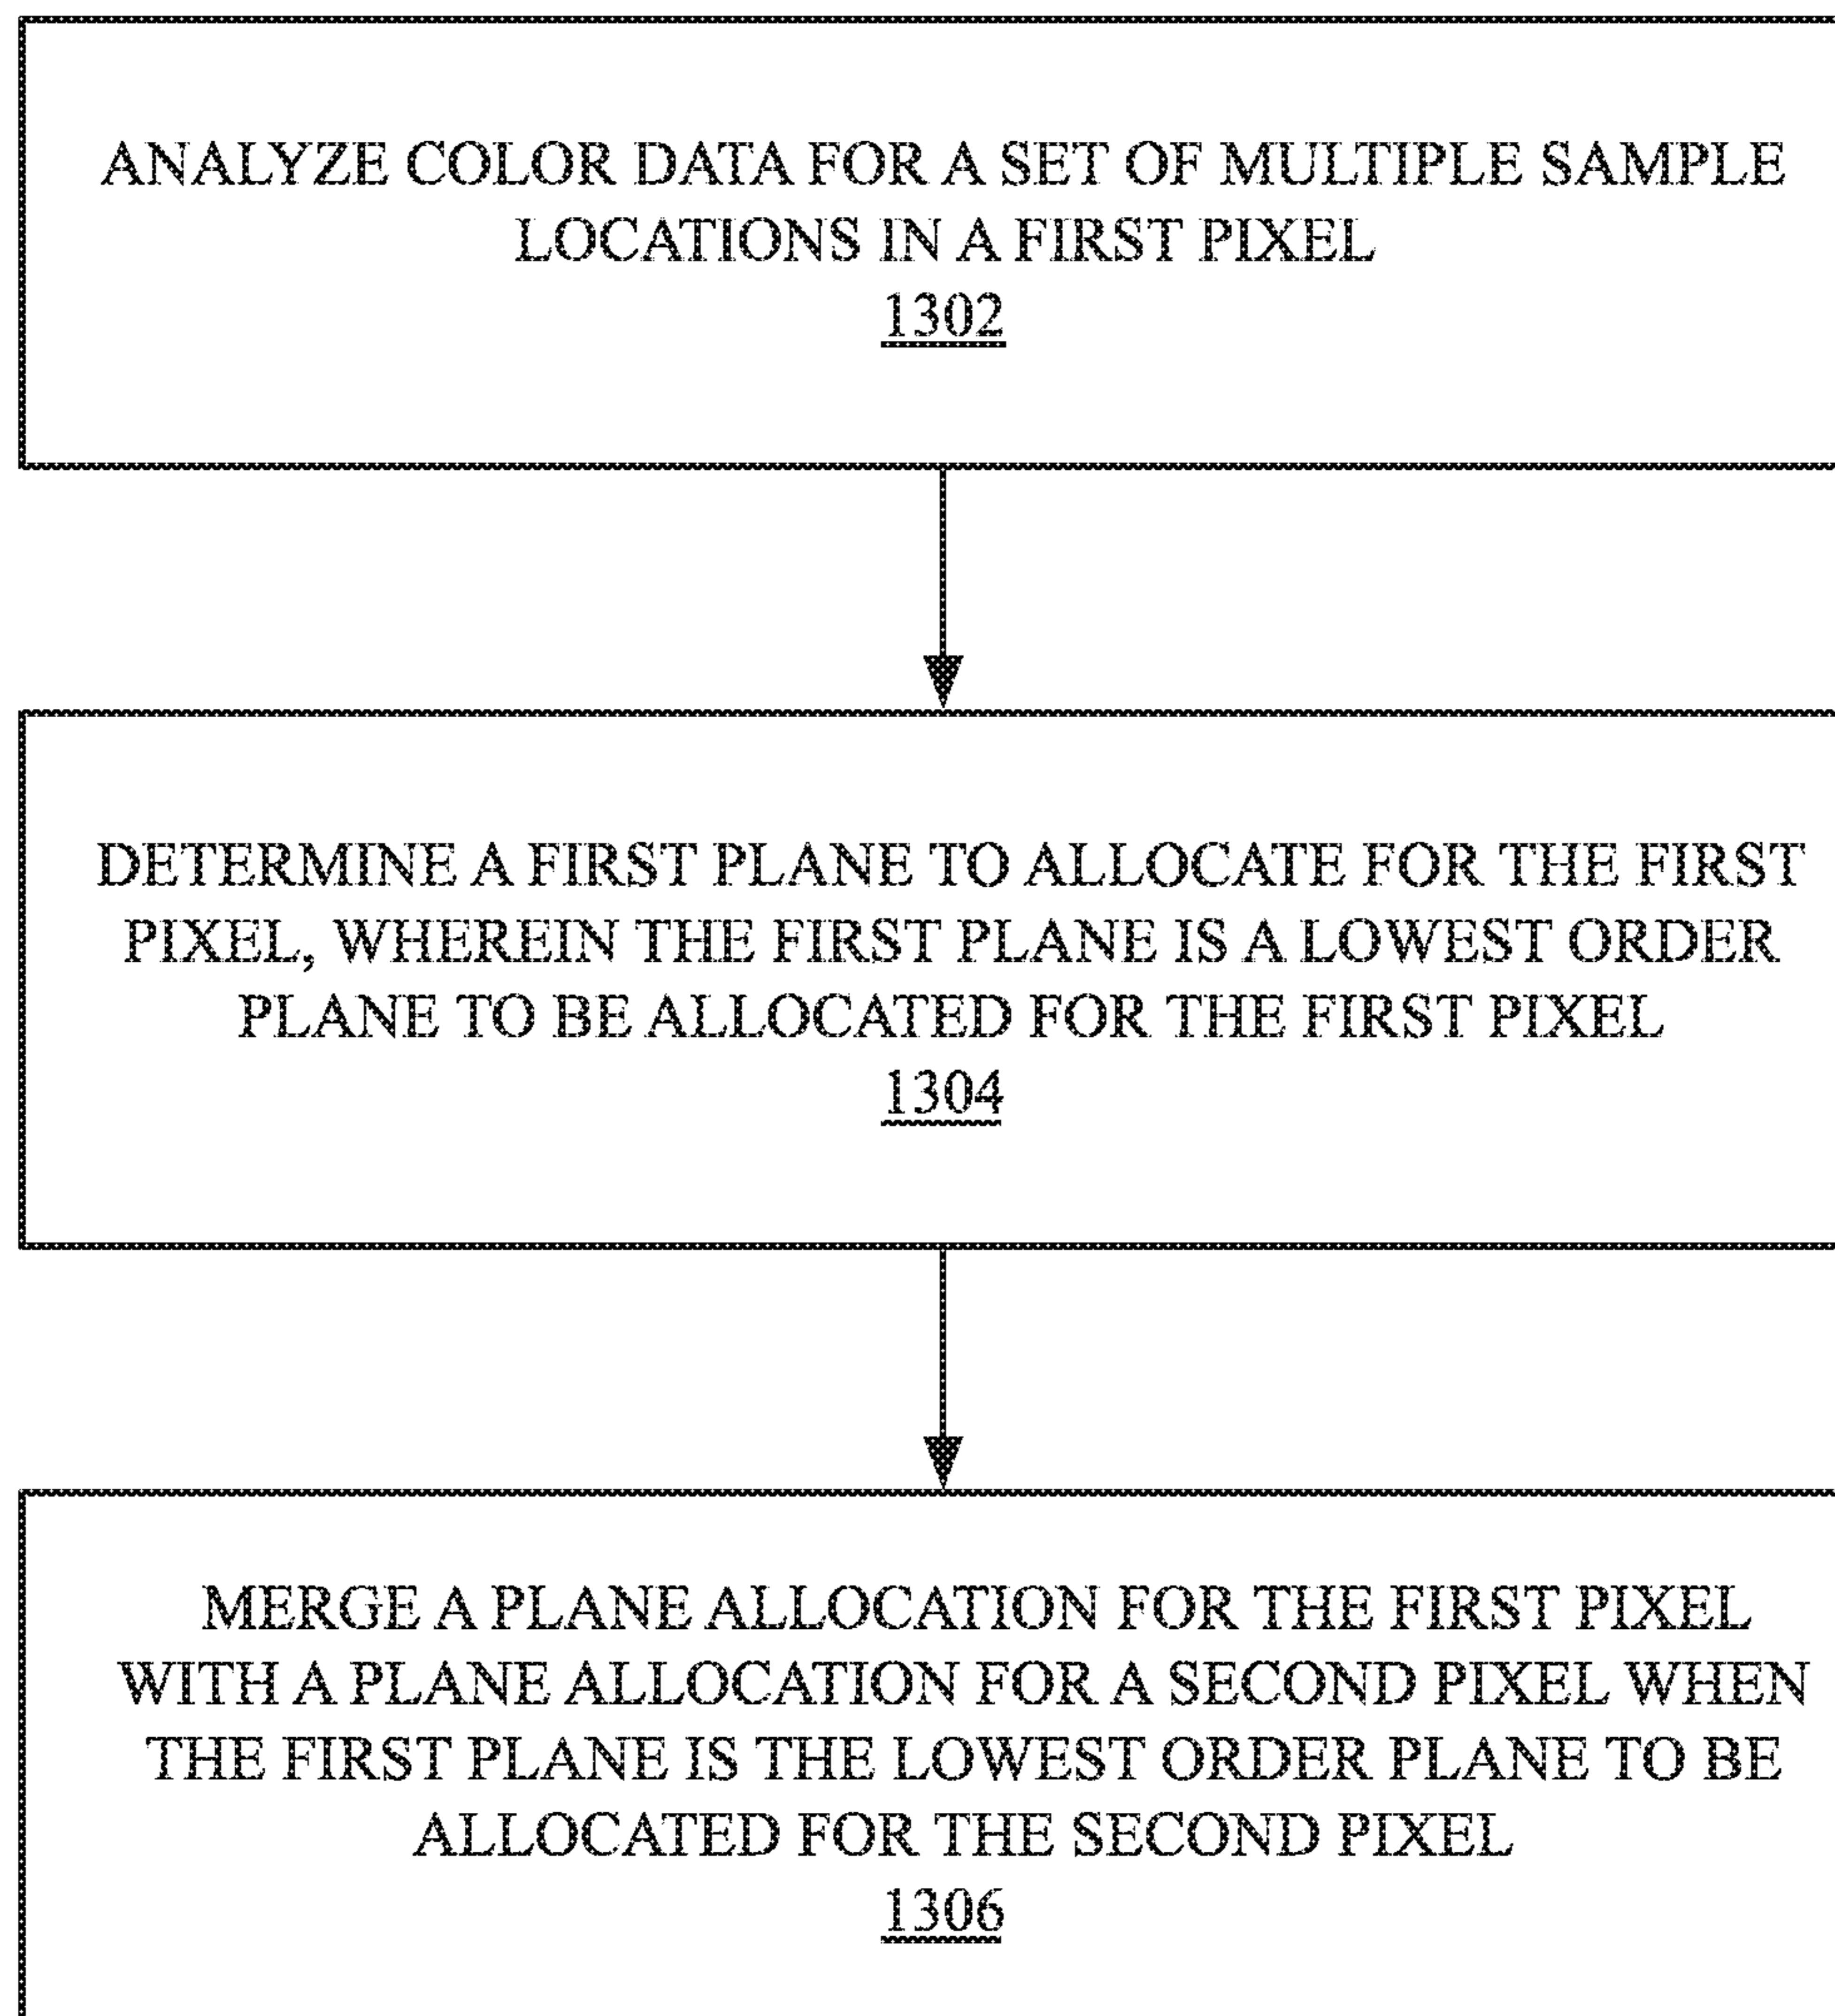 ANALYZE COLOR DATA FOR A SET OF MULTIPLE SAMPLE
LOCATIONS IN A FIRST PIXEL
1302
DETERMINE A FIRST PLANE TO ALLOCATE FOR THE FIRST
PIXEL, WHEREIN THE FIRST PLANE IS A LOWEST ORDER
PLANE TO BE ALLOCATED FOR THE FIRST PIXEL
1304
MERGE A PLANE ALLOCATION FOR THE FIRST PIXEL
WITH A PLANE ALLOCATION FOR A SECOND PIXEL WHEN
THE FIRST PLANE IS THE LOWEST ORDER PLANE TO BE
ALLOCATED FOR THE SECOND PIXEL
1306